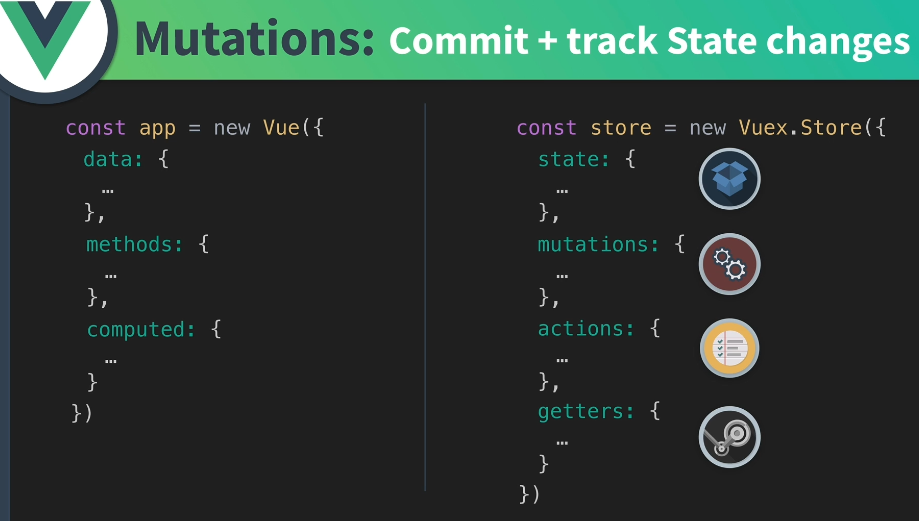 Mutations: Commit + track State changes
const app = new Vue({
data: {
…
},
methods: {
…
},
computed: {
…
}
})
const store = new Vuex.Store({
state: {
…
},
mutations: {
…
},
actions: {
…
},
getters: {
…
}
})